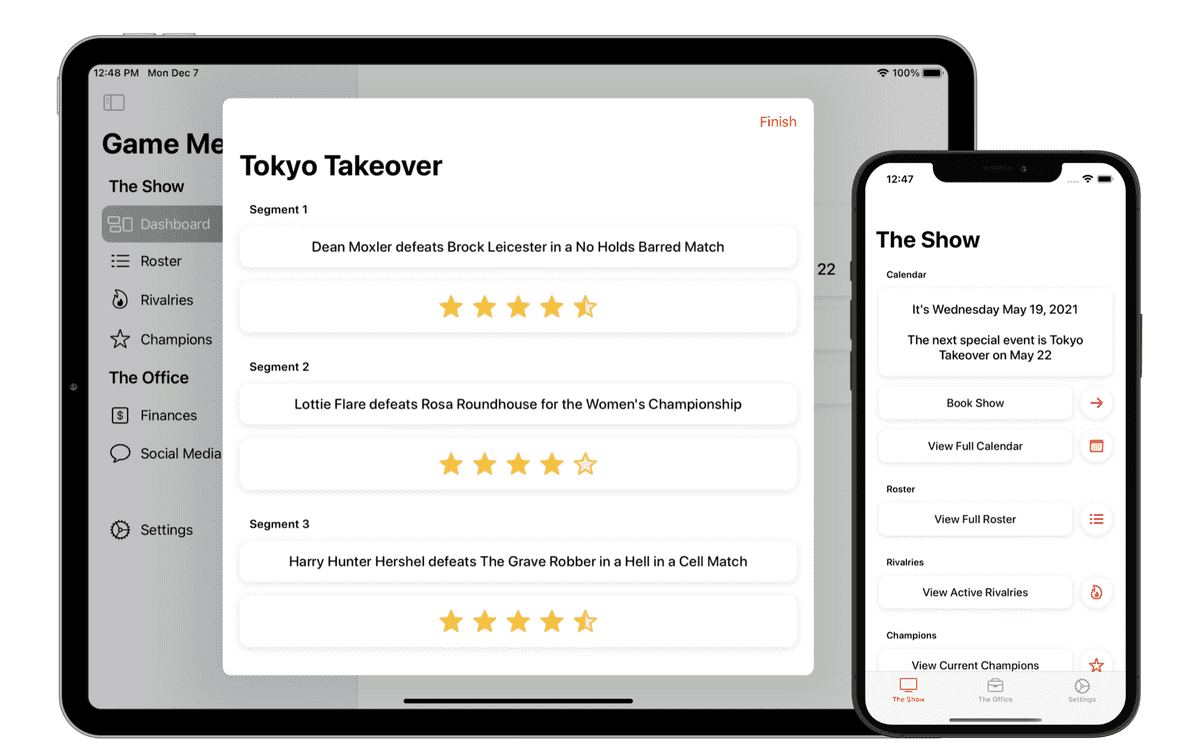 12:48 PM Mon Dec 7
100%
Game Me
The Show
Dashboard
Roster
Rivalries
Champions
The Office
Finances
Social Media
Settings
Finish
Tokyo Takeover
Segment 1
Dean Moxler defeats Brock Leicester in a No Holds Barred Match
Segment 2
Lottie Flare defeats Rosa Roundhouse for the Women's Championship
Segment 3
Harry Hunter Hershel defeats The Grave Robber in a Hell in a Cell Match
22
12:47
The Show
Calendar
It's Wednesday May 19, 2021
The next special event is Tokyo
Takeover on May 22
Book Show
View Full Calendar
Roster
View Full Roster
Rivalries
View Active Rivalries
Champions
View Current Champions
The Show
The Office
Settings